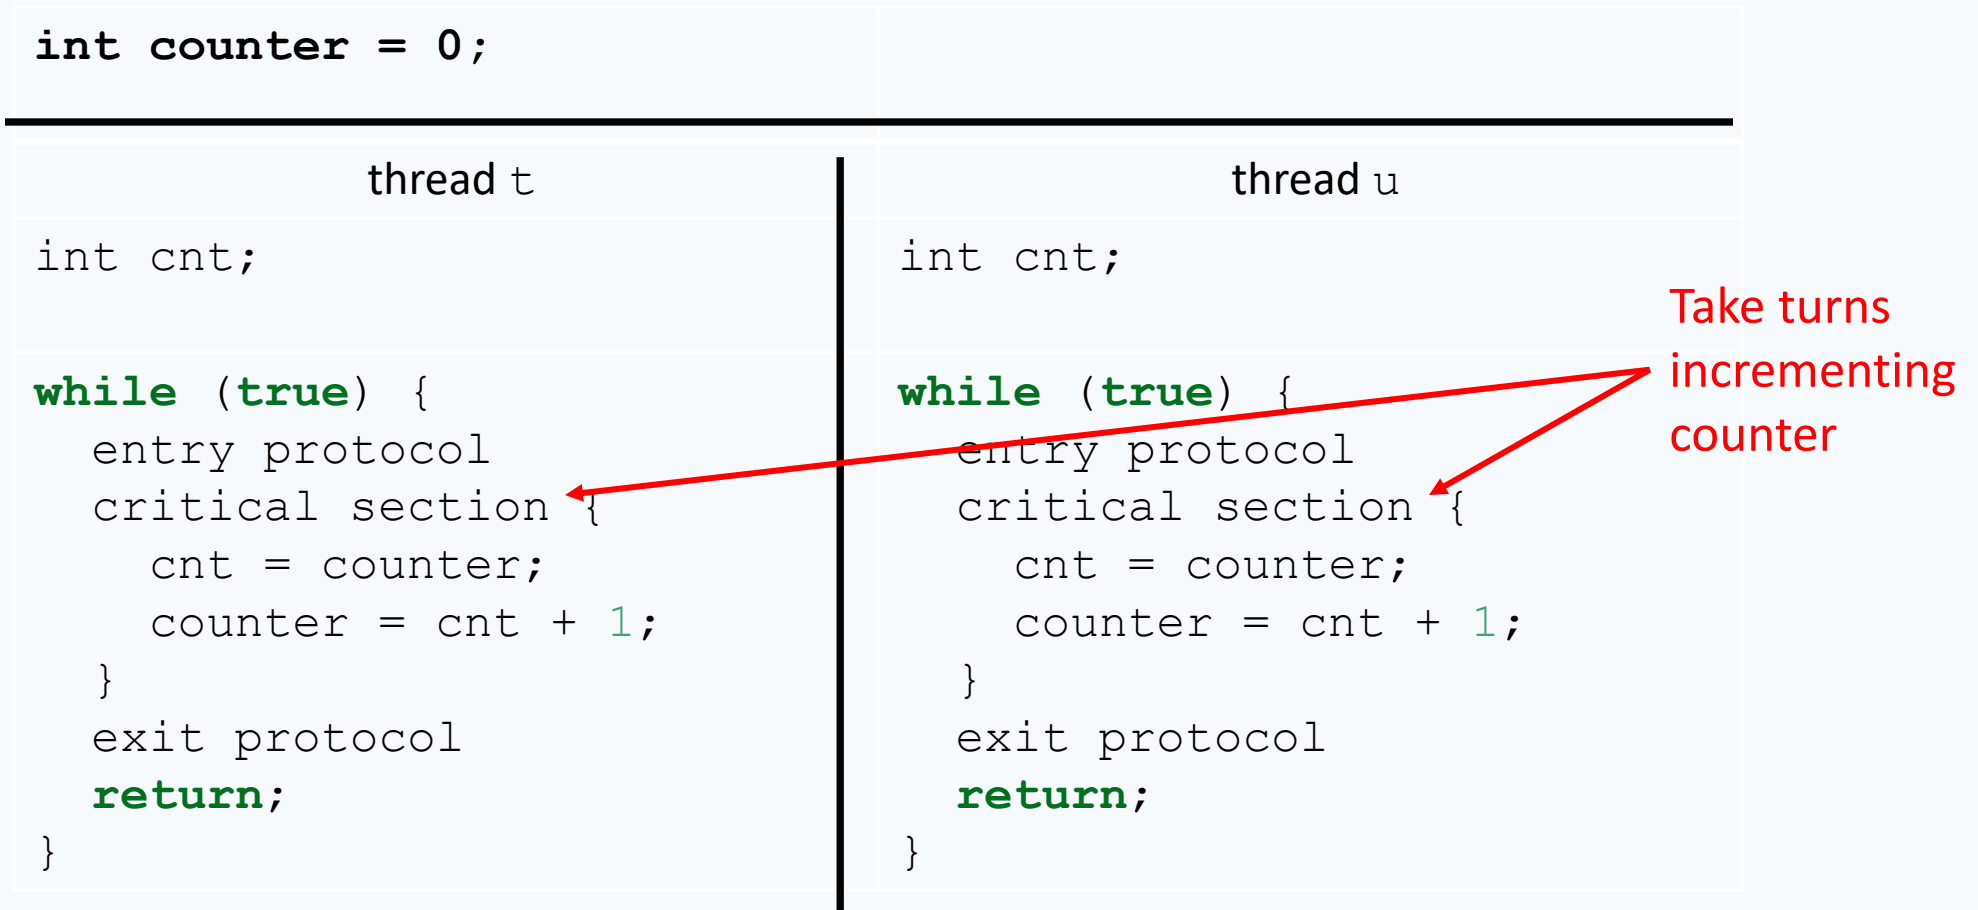 int counter = 0;
thread t
int cnt;
while (true) {
  entry protocol
  critical section {
    cnt = counter;
    counter = cnt + 1;
  }
  exit protocol
  return;
}
thread u
int cnt;
while (true) {
  entry protocol
  critical section {
    cnt = counter;
    counter = cnt + 1;
  }
  exit protocol
  return;
}
Take turns
incrementing
counter